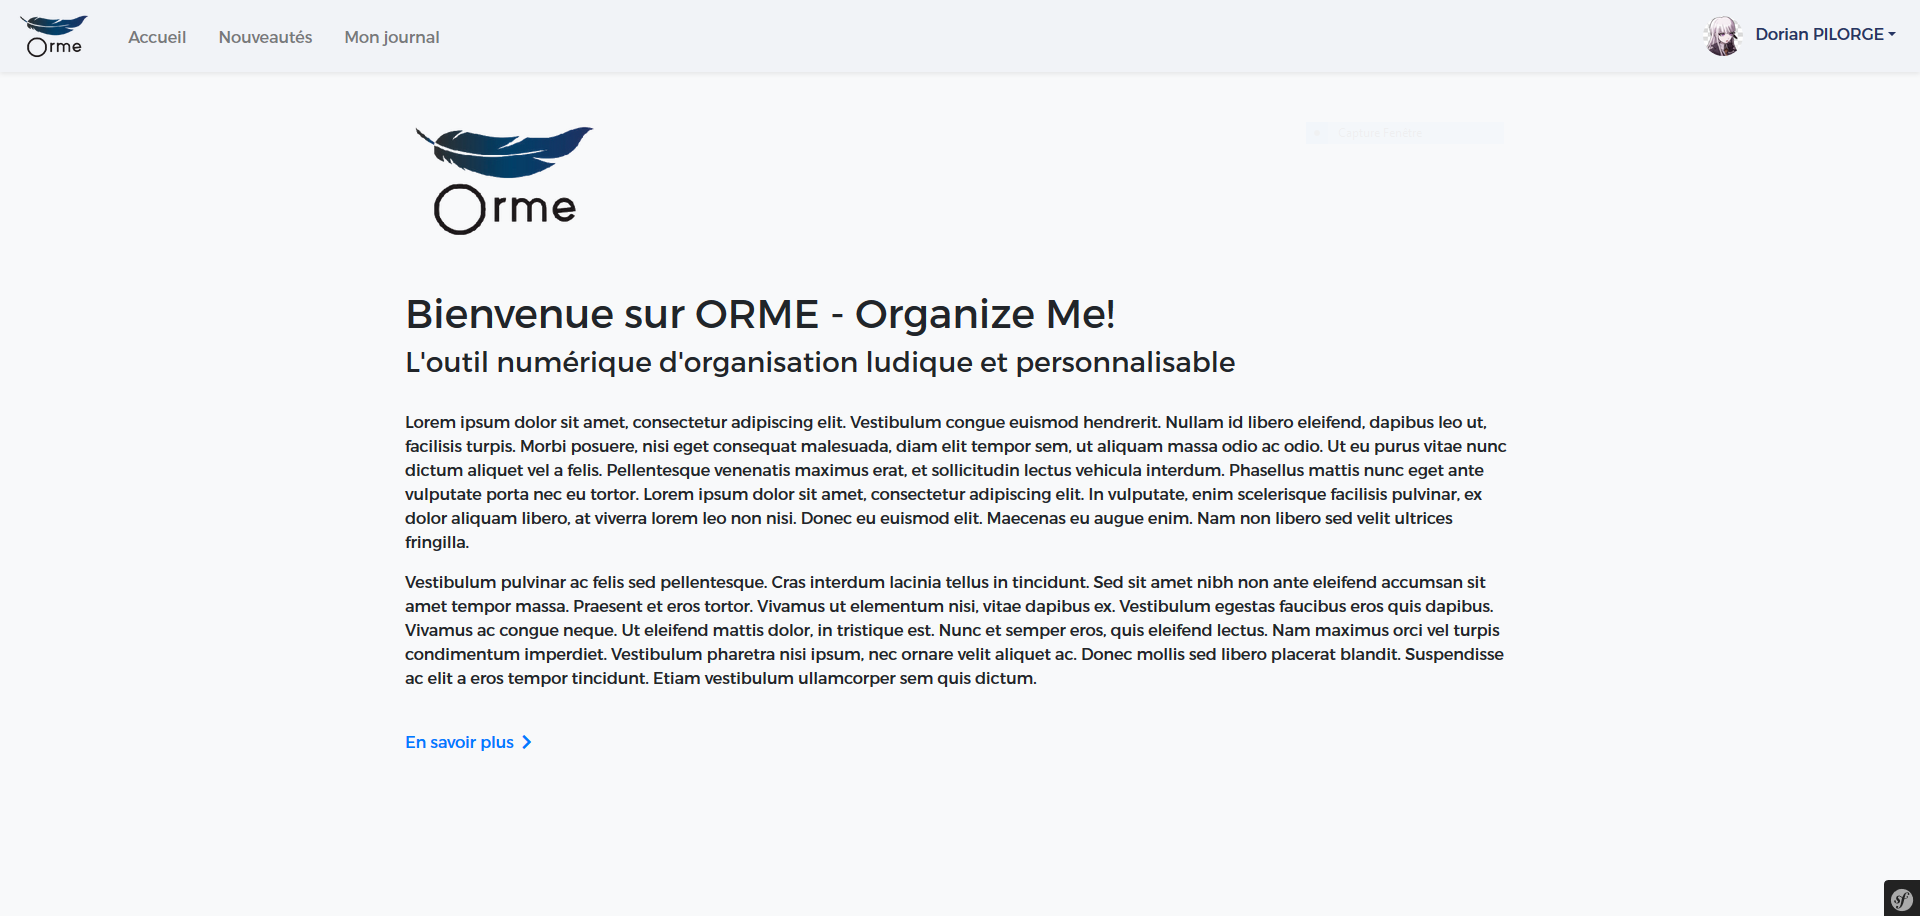 Orme
Accueil
Nouveautés
Mon journal
Dorian PILORGE
Capture Fenêtre
Orme
Bienvenue sur ORME - Organize Me!
L'outil numérique d'organisation ludique et personnalisable
Lorem ipsum dolor sit amet, consectetur adipiscing elit. Vestibulum congue euismod hendrerit. Nullam id libero eleifend, dapibus leo ut,
facilisis turpis. Morbi posuere, nisi eget consequat malesuada, diam elit tempor sem, ut aliquam massa odio ac odio. Ut eu purus vitae nunc
dictum aliquet vel a felis. Pellentesque venenatis maximus erat, et sollicitudin lectus vehicula interdum. Phasellus mattis nunc eget ante
vulputate porta nec eu tortor. Lorem ipsum dolor sit amet, consectetur adipiscing elit. In vulputate, enim scelerisque facilisis pulvinar, ex
dolor aliquam libero, at viverra lorem leo non nisi. Donec eu euismod elit. Maecenas eu augue enim. Nam non libero sed velit ultrices
fringilla.
Vestibulum pulvinar ac felis sed pellentesque. Cras interdum lacinia tellus in tincidunt. Sed sit amet nibh non ante eleifend accumsan sit
amet tempor massa. Praesent et eros tortor. Vivamus ut elementum nisi, vitae dapibus ex. Vestibulum egestas faucibus eros quis dapibus.
Vivamus ac congue neque. Ut eleifend mattis dolor, in tristique est. Nunc et semper eros, quis eleifend lectus. Nam maximus orci vel turpis
condimentum imperdiet. Vestibulum pharetra nisi ipsum, nec ornare velit aliquet ac. Donec mollis sed libero placerat blandit. Suspendisse
ac elit a eros tempor tincidunt. Etiam vestibulum ullamcorper sem quis dictum.
En savoir plus
sf